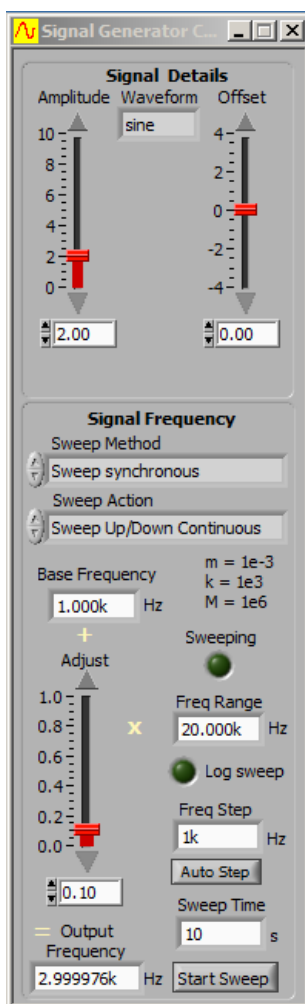 Signal Generator C...
Signal Details
Amplitude Waveform Offset
sine
10
8
6
4
2
0
4
2
0
-2
-4
2.00
0.00
Signal Frequency
Sweep Method
Sweep synchronous
Sweep Action
Sweep Up/Down Continuous
Base Frequency
1.000k Hz
m = 1e-3
k = 1e3
M = 1e6
+
Adjust
1.0
0.8
0.6
0.4
0.2
0.0
0.10
x
Sweeping
Freq Range
20.000k Hz
Log sweep
Freq Step
1k Hz
Auto Step
Sweep Time
10 s
= Output
Frequency
2.999976k Hz
Start Sweep